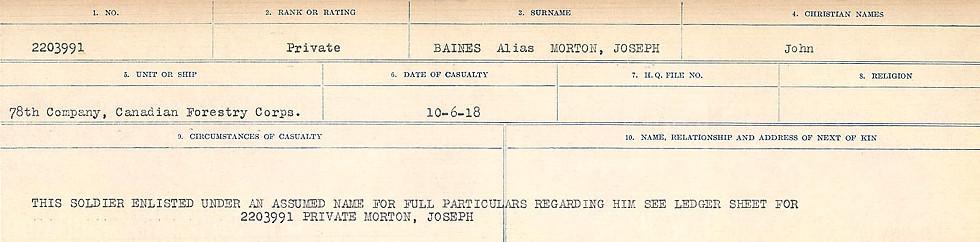 1. NO. 2. RANK OR RATING 3. SURNAME 4. CHRISTIAN NAMES
2203991 Private BAINES Alias MORTON, JOSEPH John
5. UNIT OR SHIP 6. DATE OF CASUALTY 7. H.Q. FILE NO. 8. RELIGION
78th Company, Canadian Forestry Corps. 10-6-18
9. CIRCUMSTANCES OF CASUALTY 10. NAME, RELATIONSHIP AND ADDRESS OF NEXT OF KIN
THIS SOLDIER ENLISTED UNDER AN ASSUMED NAME FOR FULL PARTICULARS REGARDING HIM SEE LEDGER SHEET FOR
2203991 PRIVATE MORTON, JOSEPH